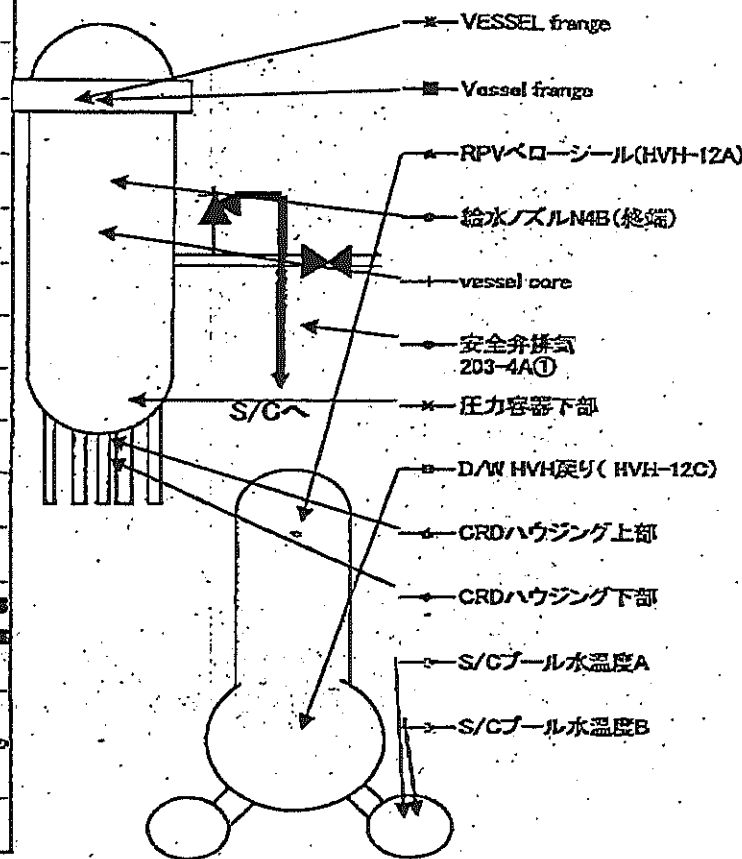 VESSEL frange
Vessel frange
RPVベローシール(HVH-12A)
給水ノズルN4B(終端)
vessel core
安全弁排気
203-4A①
圧力容器下部
S/Cへ
D/W HVH戻り( HVH-12C)
CRDハウジング上部
CRDハウジング下部
S/Cプール水温度A
S/Cプール水温度B